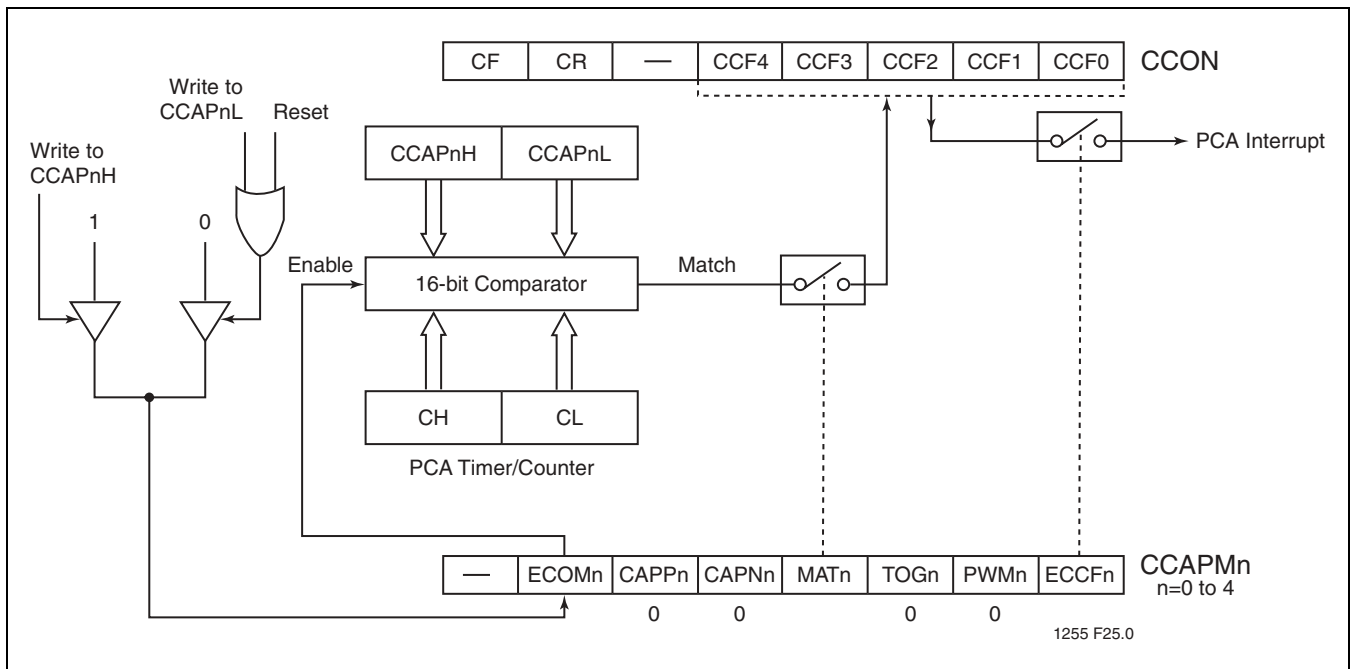 CF CR — CCF4 CCF3 CCF2 CCF1 CCF0 CCON
Write to
CCAPnL
Reset
Write to
CCAPnH
CCAPnH CCAPnL
PCA Interrupt
1 0
Enable
16-bit Comparator
Match
CH CL
PCA Timer/Counter
— ECOMn CAPPn CAPNn MATn TOGn PWMn ECCFn CCAPMn
n=0 to 4
0 0 0 0
1255 F25.0